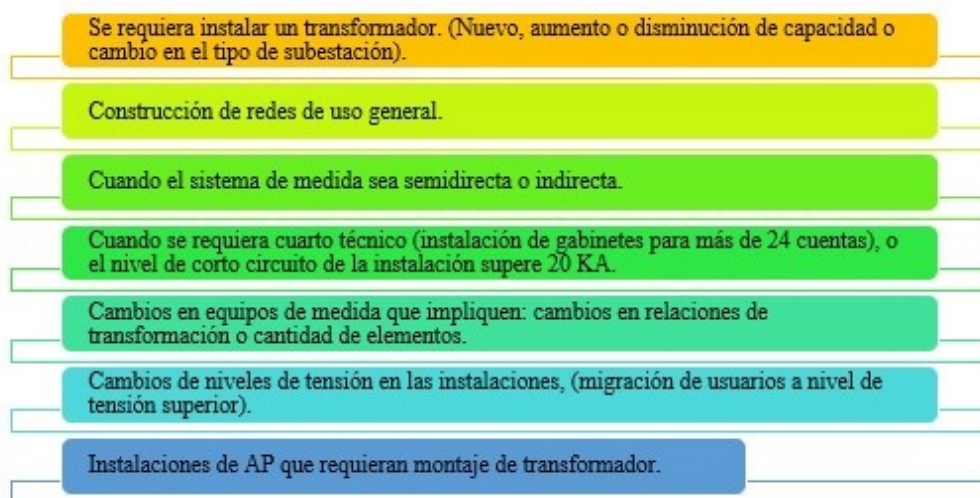 Se requiera instalar un transformador. (Nuevo, aumento o disminución de capacidad o
cambio en el tipo de subestación).
Construcción de redes de uso general.
Cuando el sistema de medida sea semidirecta o indirecta.
Cuando se requiera cuarto técnico (instalación de gabinetes para más de 24 cuentas), o
el nivel de corto circuito de la instalación supere 20 KA.
Cambios en equipos de medida que impliquen: cambios en relaciones de
transformación o cantidad de elementos.
Cambios de niveles de tensión en las instalaciones, (migración de usuarios a nivel de
tensión superior).
Instalaciones de AP que requieran montaje de transformador.